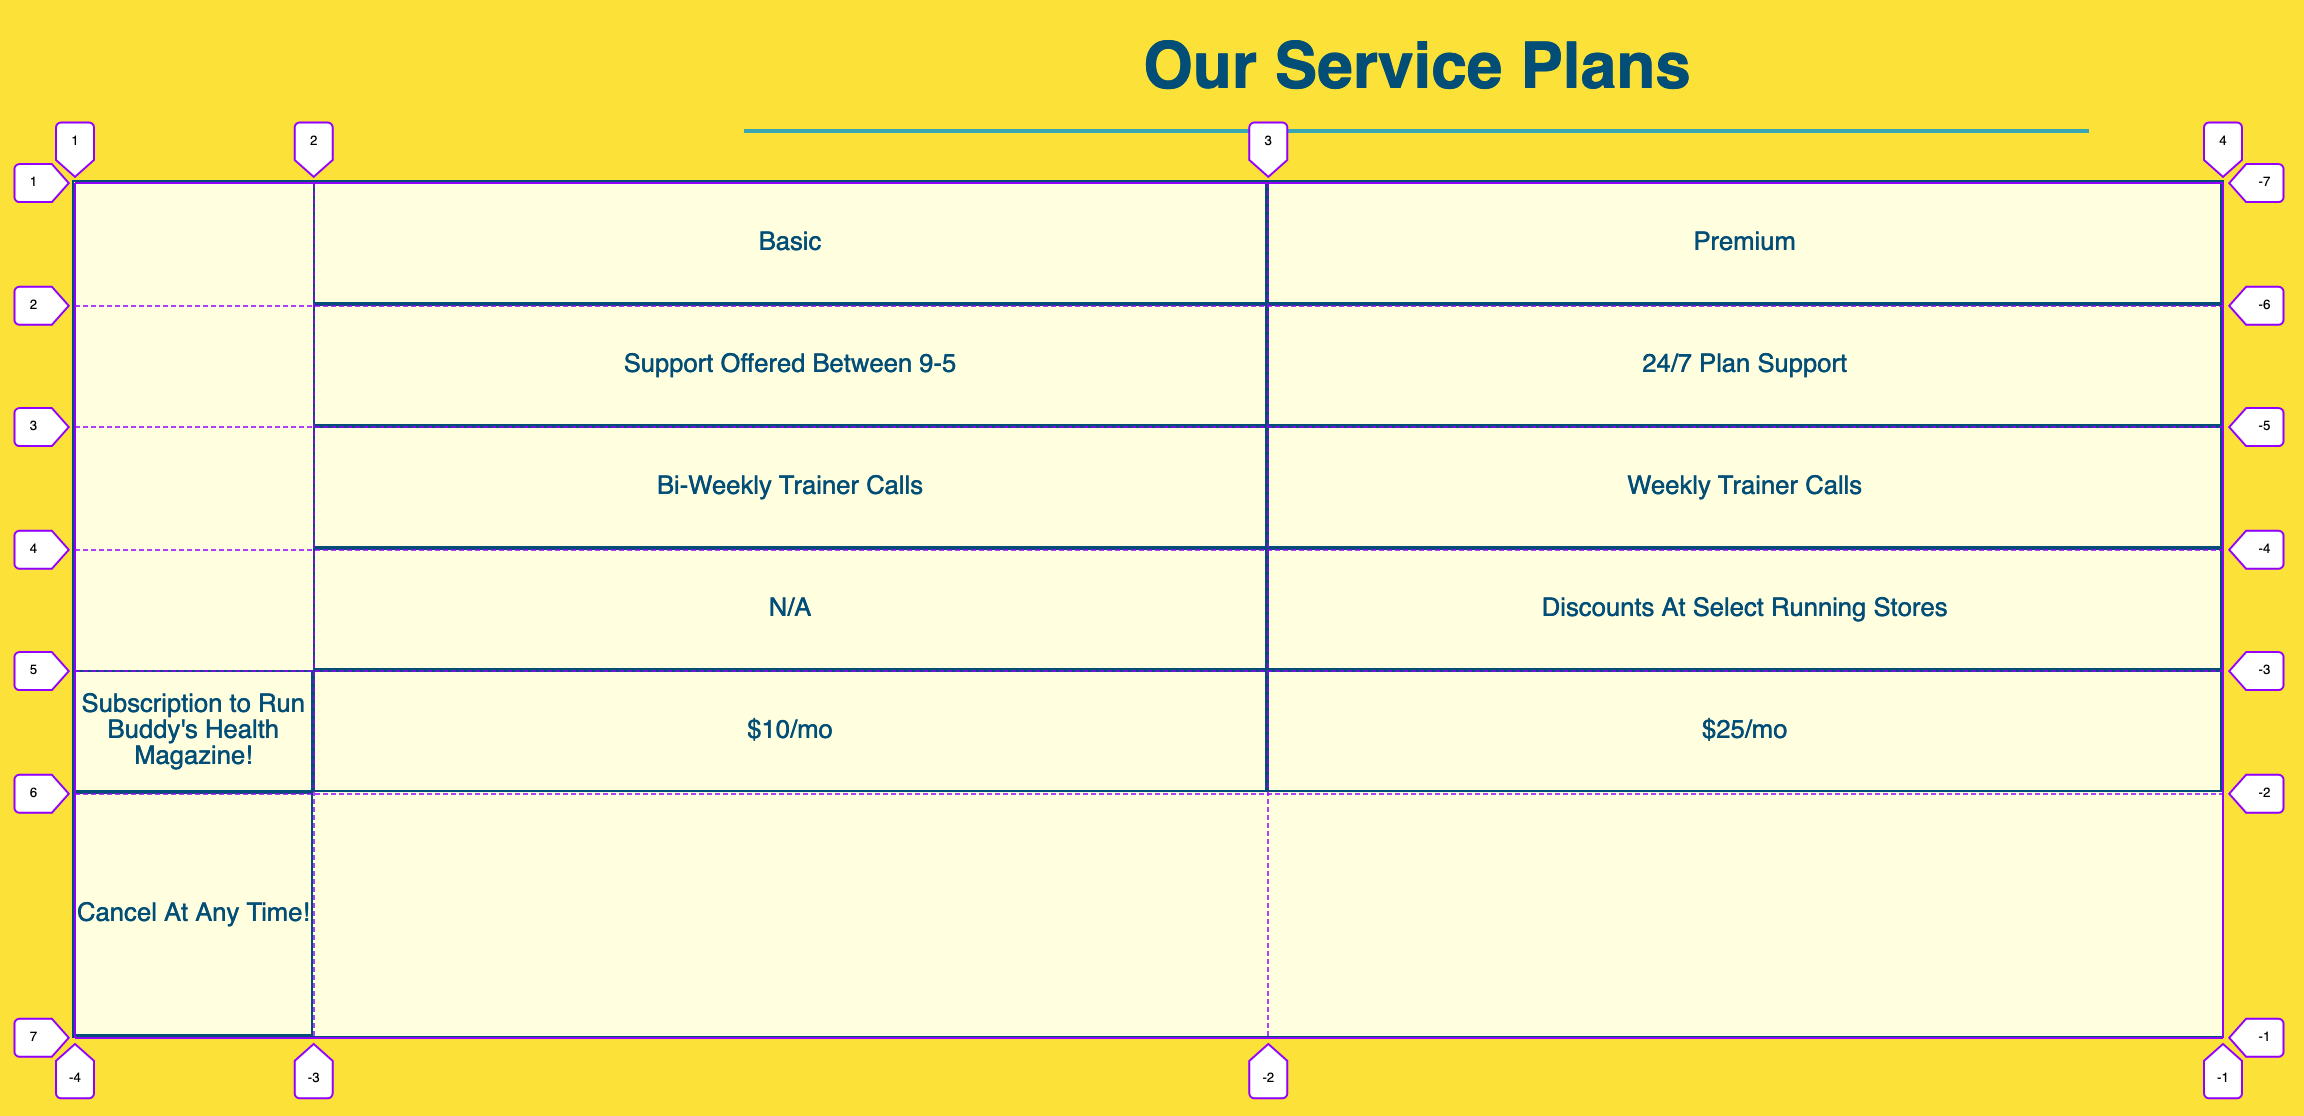 Our Service Plans
1 2 3 4
1 -7
Basic Premium
2 -6
Support Offered Between 9-5 24/7 Plan Support
3 -5
Bi-Weekly Trainer Calls Weekly Trainer Calls
4 -4
N/A Discounts At Select Running Stores
5 -3
Subscription to Run
Buddy's Health
Magazine!
$10/mo $25/mo
6 -2
Cancel At Any Time!
7 -1
-4 -3 -2 -1